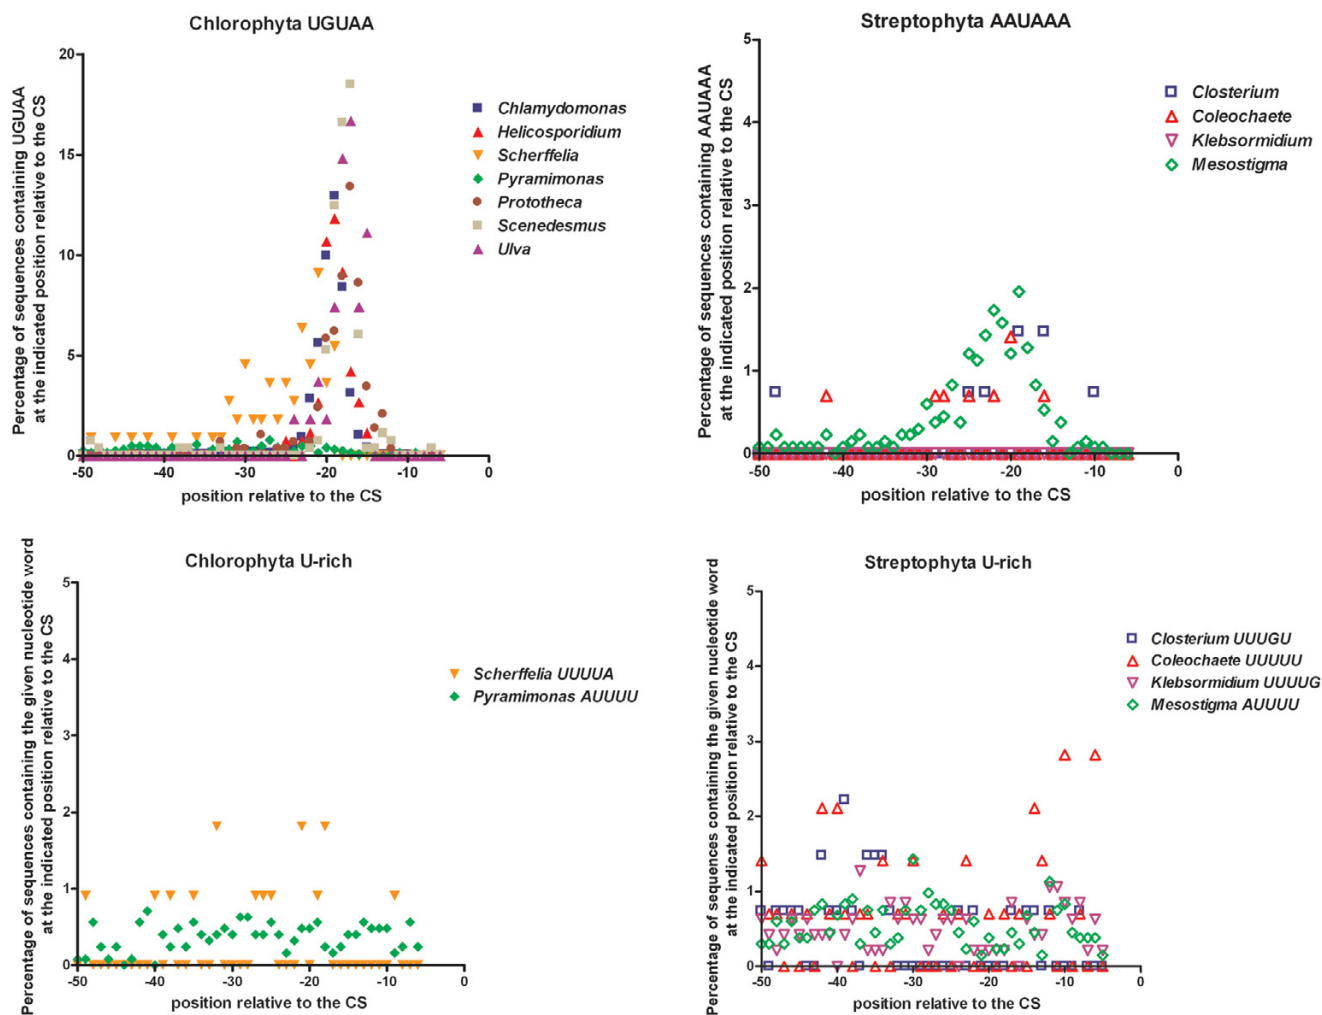 Chlorophyta UGUAA
Percentage of sequences containing UGUAA
at the indicated position relative to the CS
20
15
10
5
0
-50
-40
-30
-20
-10
0
position relative to the CS
Chlamydomonas
Helicosporidium
Scherffelia
Pyramimonas
Prototheca
Scenedesmus
Ulva
Streptophyta AAUAAA
Percentage of sequences containing AAUAAA
at the indicated position relative to the CS
5
4
3
2
1
0
-50
-40
-30
-20
-10
0
position relative to the CS
Closterium
Coleochaete
Klebsormidium
Mesostigma
Chlorophyta U-rich
Percentage of sequences containing the given nucleotide word
at the indicated position relative to the CS
5
4
3
2
1
0
-50
-40
-30
-20
-10
0
position relative to the CS
Scherffelia UUUUA
Pyramimonas AUUUU
Streptophyta U-rich
Percentage of sequences containing the given nucleotide word
at the indicated position relative to the CS
5
4
3
2
1
0
-50
-40
-30
-20
-10
0
position relative to the CS
Closterium UUUGU
Coleochaete UUUUU
Klebsormidium UUUUG
Mesostigma AUUUU